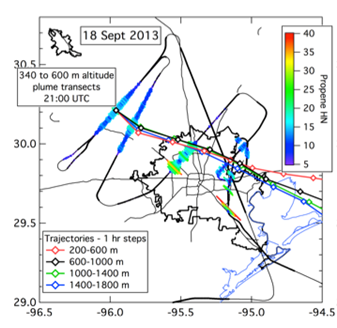 18 Sept 2013
340 to 600 m altitude
plume transects
21:00 UTC
30.5
30.0
29.5
29.0
-96.5
-96.0
-95.5
-95.0
-94.5
40
35
30
25
20
15
10
5
Propene HN
Trajectories - 1 hr steps
200-600 m
600-1000 m
1000-1400 m
1400-1800 m